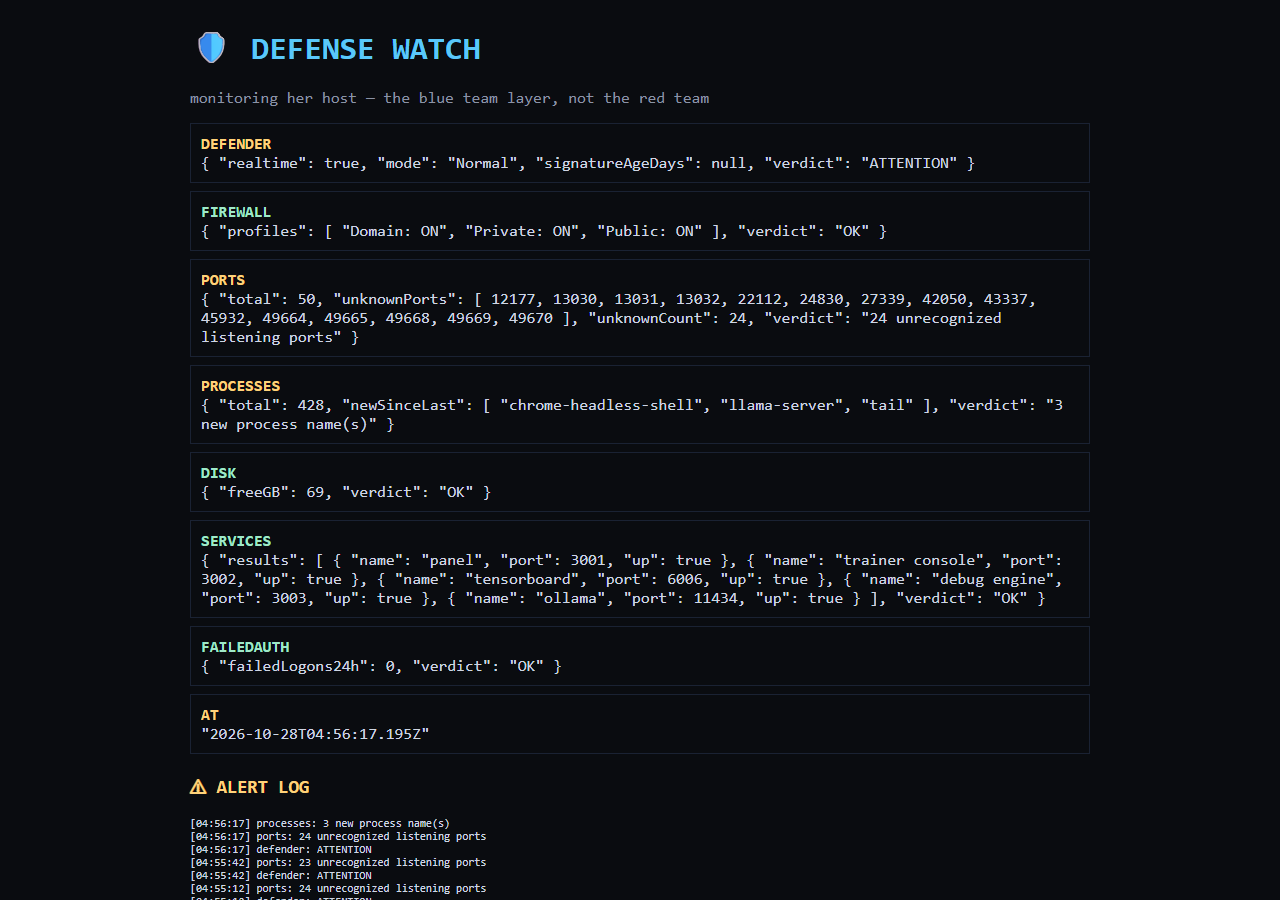 🛡️ DEFENSE WATCH
monitoring her host — the blue team layer, not the red team
DEFENDER
{ "realtime": true, "mode": "Normal", "signatureAgeDays": null, "verdict": "ATTENTION" }
FIREWALL
{ "profiles": [ "Domain: ON", "Private: ON", "Public: ON" ], "verdict": "OK" }
PORTS
{ "total": 50, "unknownPorts": [ 12177, 13030, 13031, 13032, 22112, 24830, 27339, 42050, 43337,
45932, 49664, 49665, 49668, 49669, 49670 ], "unknownCount": 24, "verdict": "24 unrecognized
listening ports" }
PROCESSES
{ "total": 428, "newSinceLast": [ "chrome-headless-shell", "llama-server", "tail" ], "verdict": "3
new process name(s)" }
DISK
{ "freeGB": 69, "verdict": "OK" }
SERVICES
{ "results": [ { "name": "panel", "port": 3001, "up": true }, { "name": "trainer console", "port":
3002, "up": true }, { "name": "tensorboard", "port": 6006, "up": true }, { "name": "debug engine",
"port": 3003, "up": true }, { "name": "ollama", "port": 11434, "up": true } ], "verdict": "OK" }
FAILEDAUTH
{ "failedLogons24h": 0, "verdict": "OK" }
AT
"2026-10-28T04:56:17.195Z"
⚠ ALERT LOG
[04:56:17] processes: 3 new process name(s)
[04:56:17] ports: 24 unrecognized listening ports
[04:56:17] defender: ATTENTION
[04:55:42] ports: 23 unrecognized listening ports
[04:55:42] defender: ATTENTION
[04:55:12] ports: 24 unrecognized listening ports